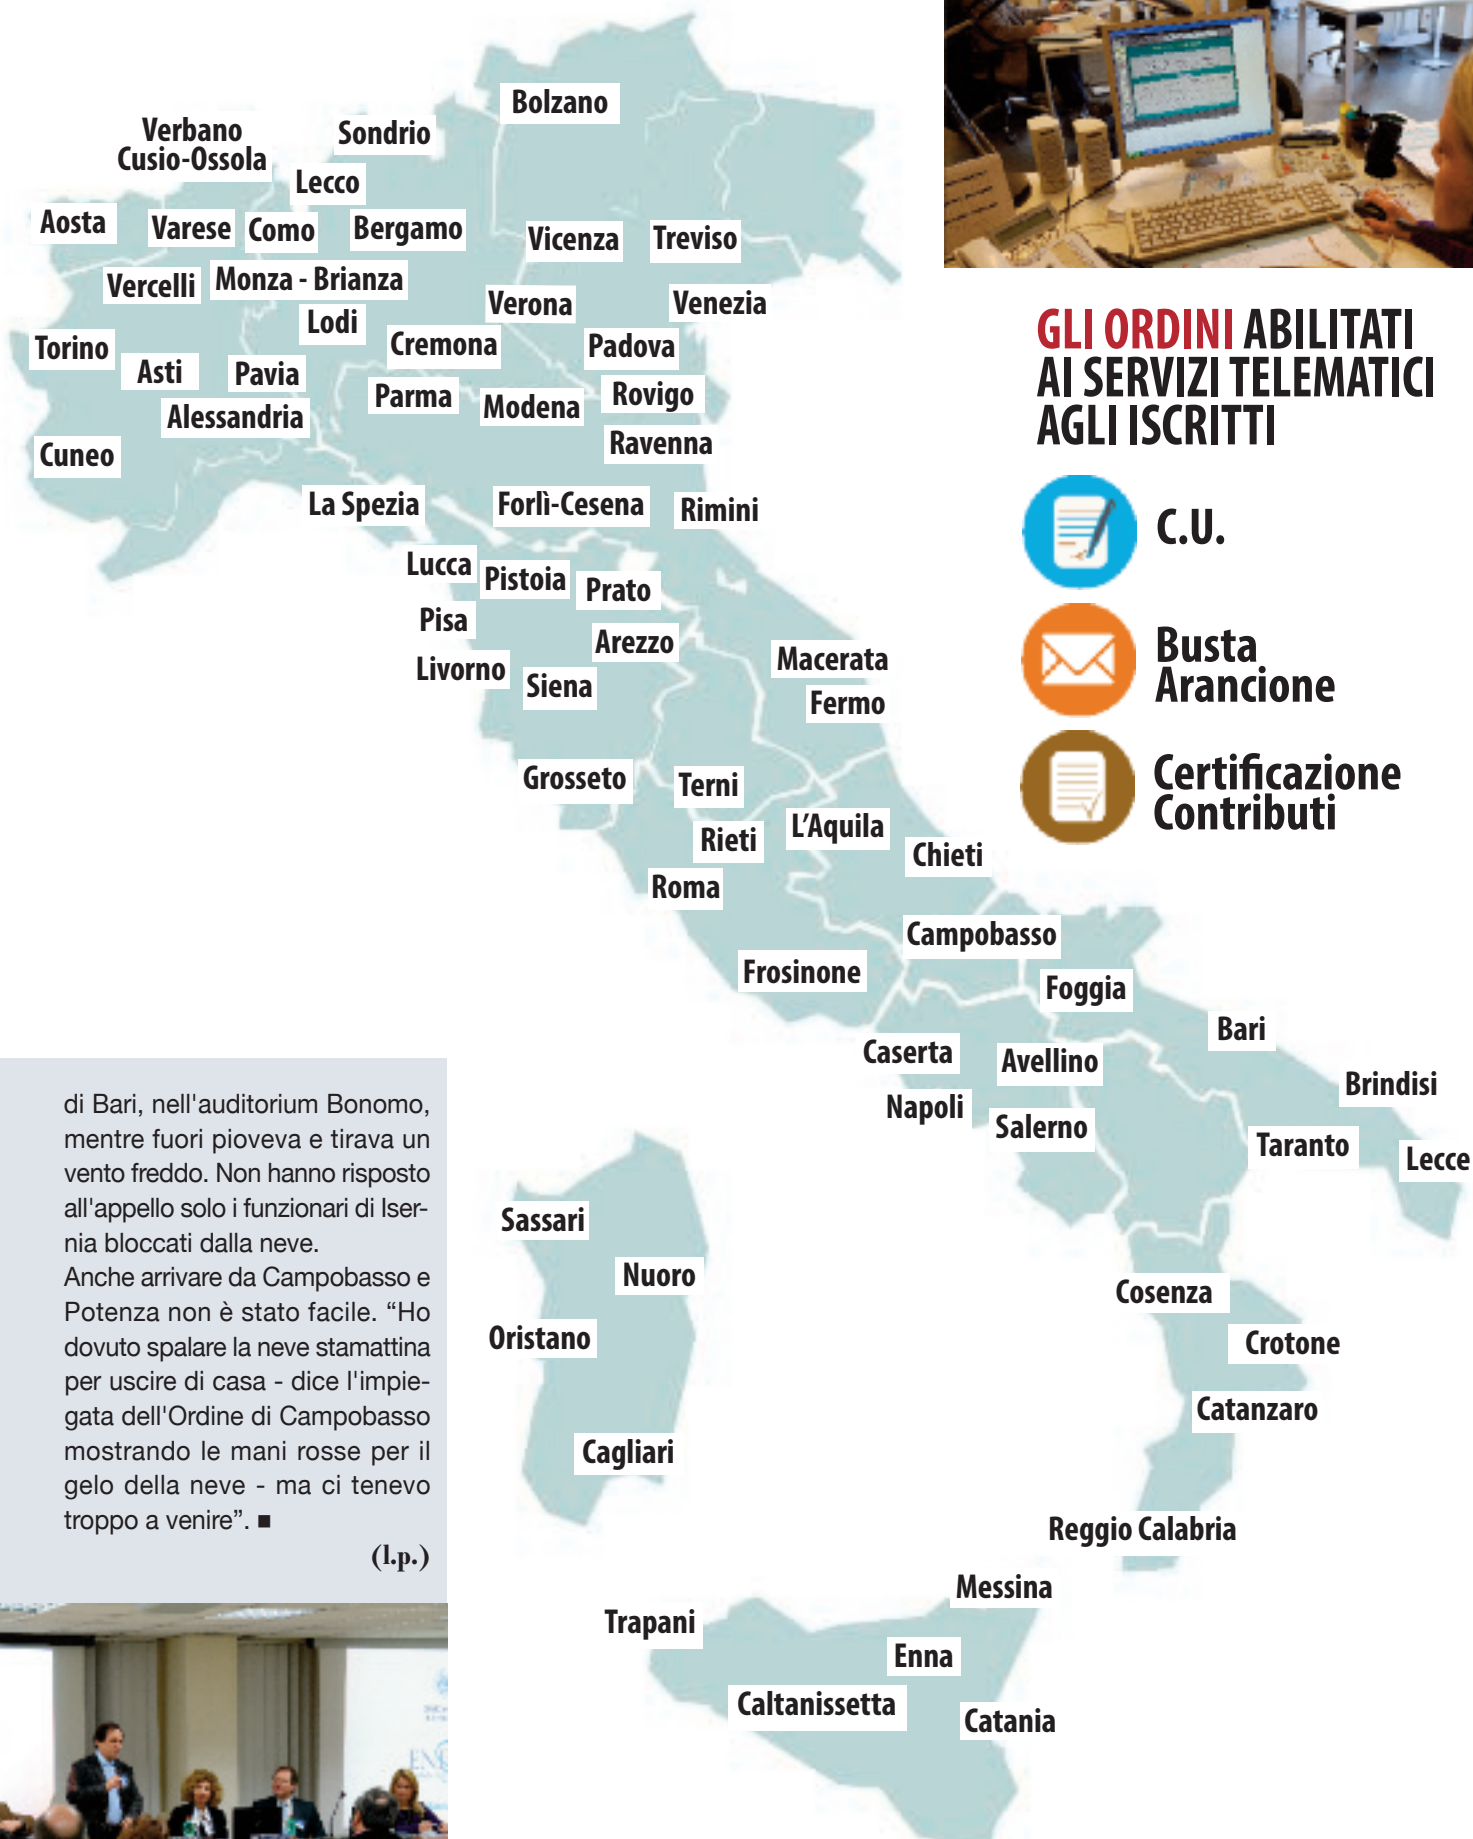 Bolzano
Verbano
Cusio-Ossola
Sondrio
Lecco
Aosta
Varese
Como
Bergamo
Vicenza
Treviso
Vercelli
Monza - Brianza
Lodi
Verona
Venezia
Torino
Asti
Pavia
Cremona
Padova
Alessandria
Parma
Modena
Rovigo
Cuneo
Ravenna
La Spezia
Forlì-Cesena
Rimini
Lucca
Pistoia
Prato
Pisa
Arezzo
Livorno
Siena
Macerata
Fermo
Grosseto
Terni
Rieti
L'Aquila
Chieti
Roma
Campobasso
Frosinone
Foggia
Bari
Caserta
Avellino
Brindisi
Napoli
Salerno
Taranto
Lecce
Sassari
Nuoro
Oristano
Cagliari
Cosenza
Crotone
Catanzaro
Reggio Calabria
Messina
Trapani
Enna
Caltanissetta
Catania
GLI ORDINI ABILITATI
AI SERVIZI TELEMATICI
AGLI ISCRITTI
C.U.
Busta
Arancione
Certificazione
Contributi
di Bari, nell'auditorium Bonomo,
mentre fuori pioveva e tirava un
vento freddo. Non hanno risposto
all'appello solo i funzionari di Iser-
nia bloccati dalla neve.
Anche arrivare da Campobasso e
Potenza non è stato facile. “Ho
dovuto spalare la neve stamattina
per uscire di casa - dice l'impie-
gata dell'Ordine di Campobasso
mostrando le mani rosse per il
gelo della neve - ma ci tenevo
troppo a venire”. ■
(l.p.)